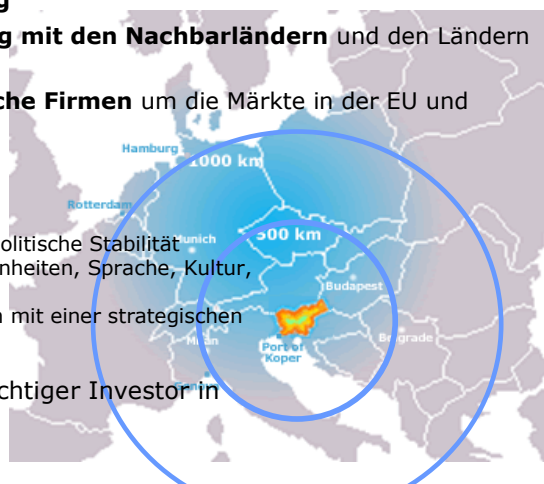 g
g mit den Nachbarländern und den Ländern
che Firmen um die Märkte in der EU und
Hamburg
1000 km
Rotterdam
olitische Stabilität
Munich
500 km
nheiten, Sprache, Kultur,
Budapest
mit einer strategischen
Milan
Port of
Koper
Belgrade
chtiger Investor in